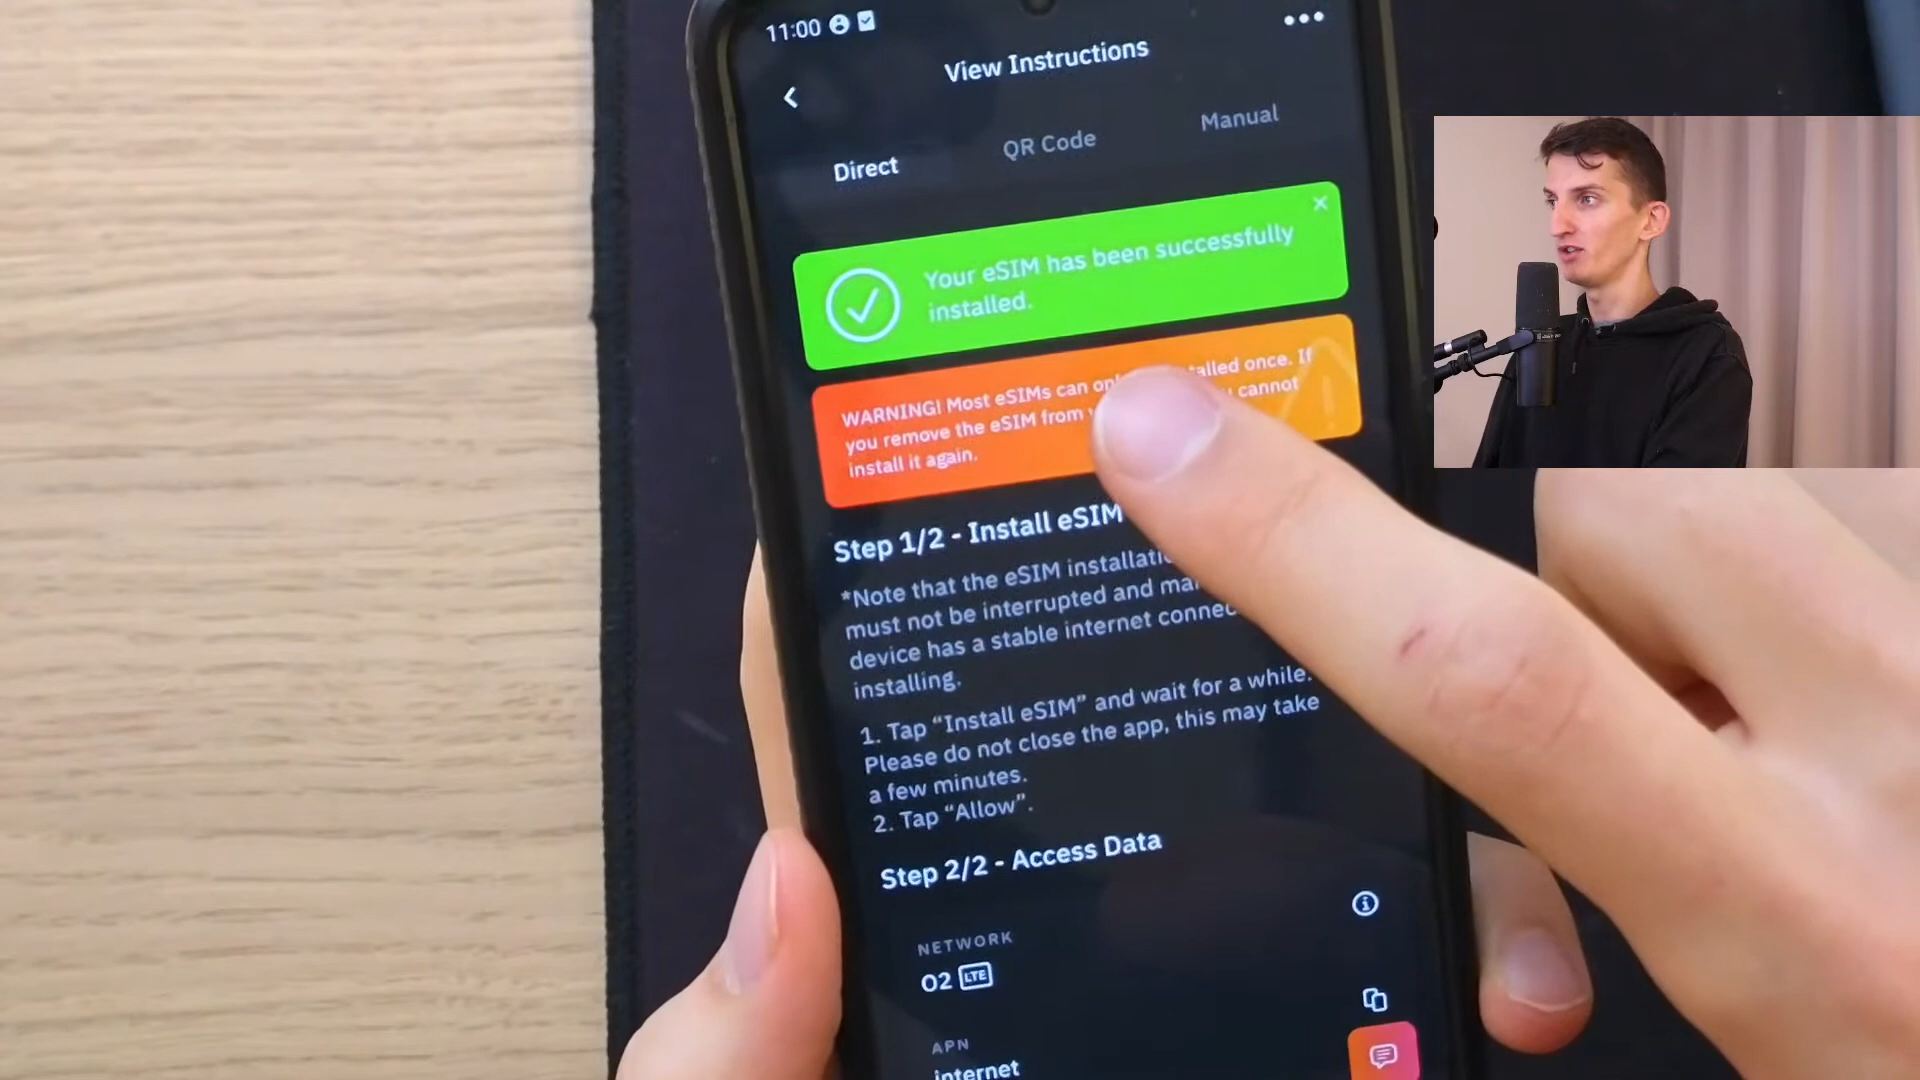 11:00
View Instructions
Direct
QR Code
Manual
Your eSIM has been successfully
installed.
WARNING! Most eSIMs can installed once. If
you remove the eSIM from cannot
install it again.
Step 1/2 - Install eSIM
*Note that the eSIM
must not be interrupted and
device has a stable internet
installing.
1. Tap “Install eSIM” and wait for a while.
Please do not close the app, this may take
a few minutes.
2. Tap “Allow”.
Step 2/2 - Access Data
NETWORK
O2 LTE
APN
internet